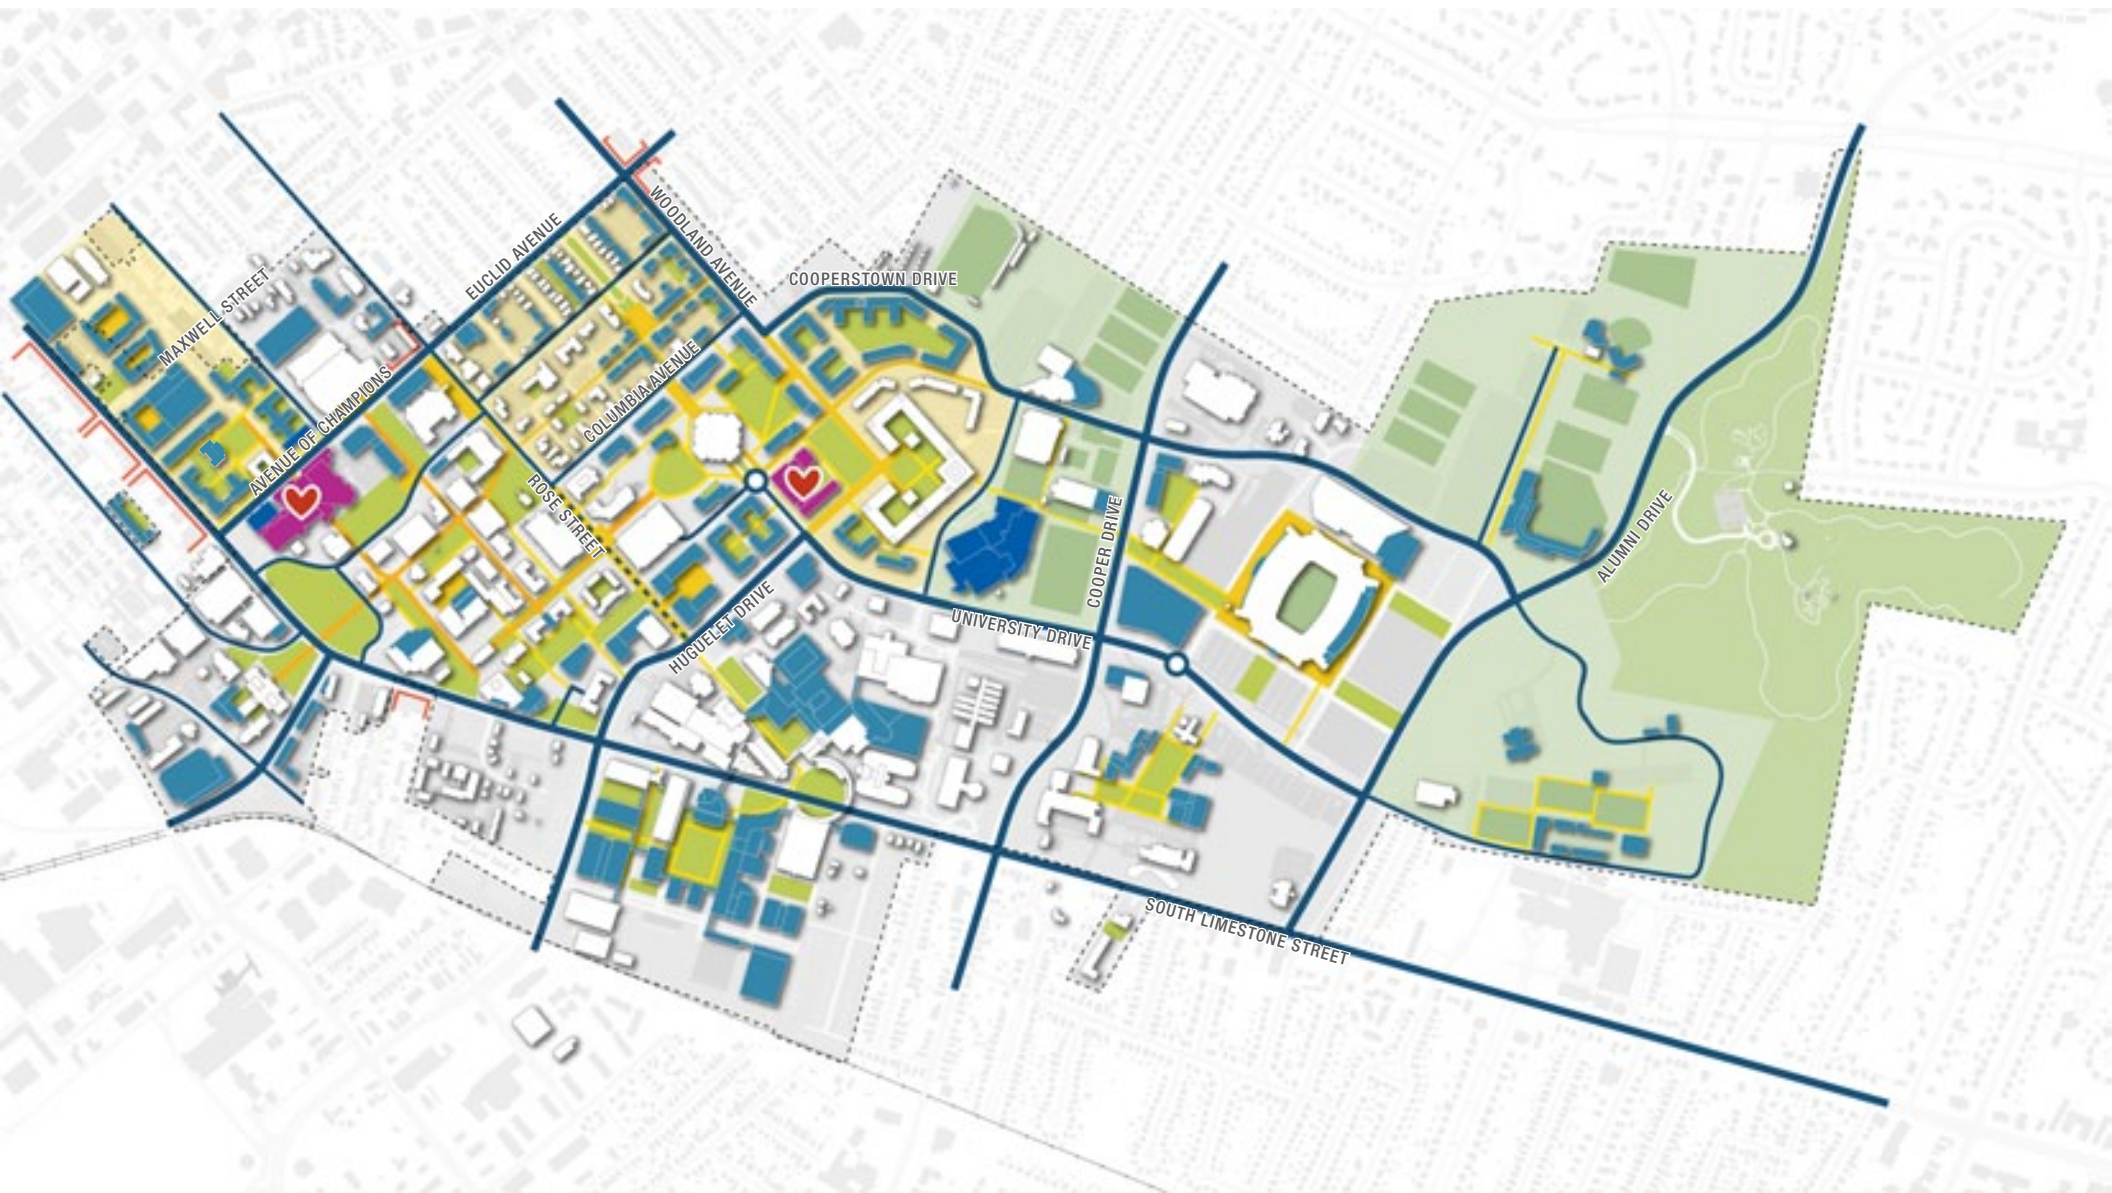 WOODLAND AVENUE
EUCLID AVENUE
COOPERSTOWN DRIVE
MAXWELL STREET
COLUMBIA AVENUE
AVENUE OF CHAMPIONS
ROSE STREET
ALUMNI DRIVE
COOPER DRIVE
HUGUELET DRIVE
UNIVERSITY DRIVE
SOUTH LIMESTONE STREET